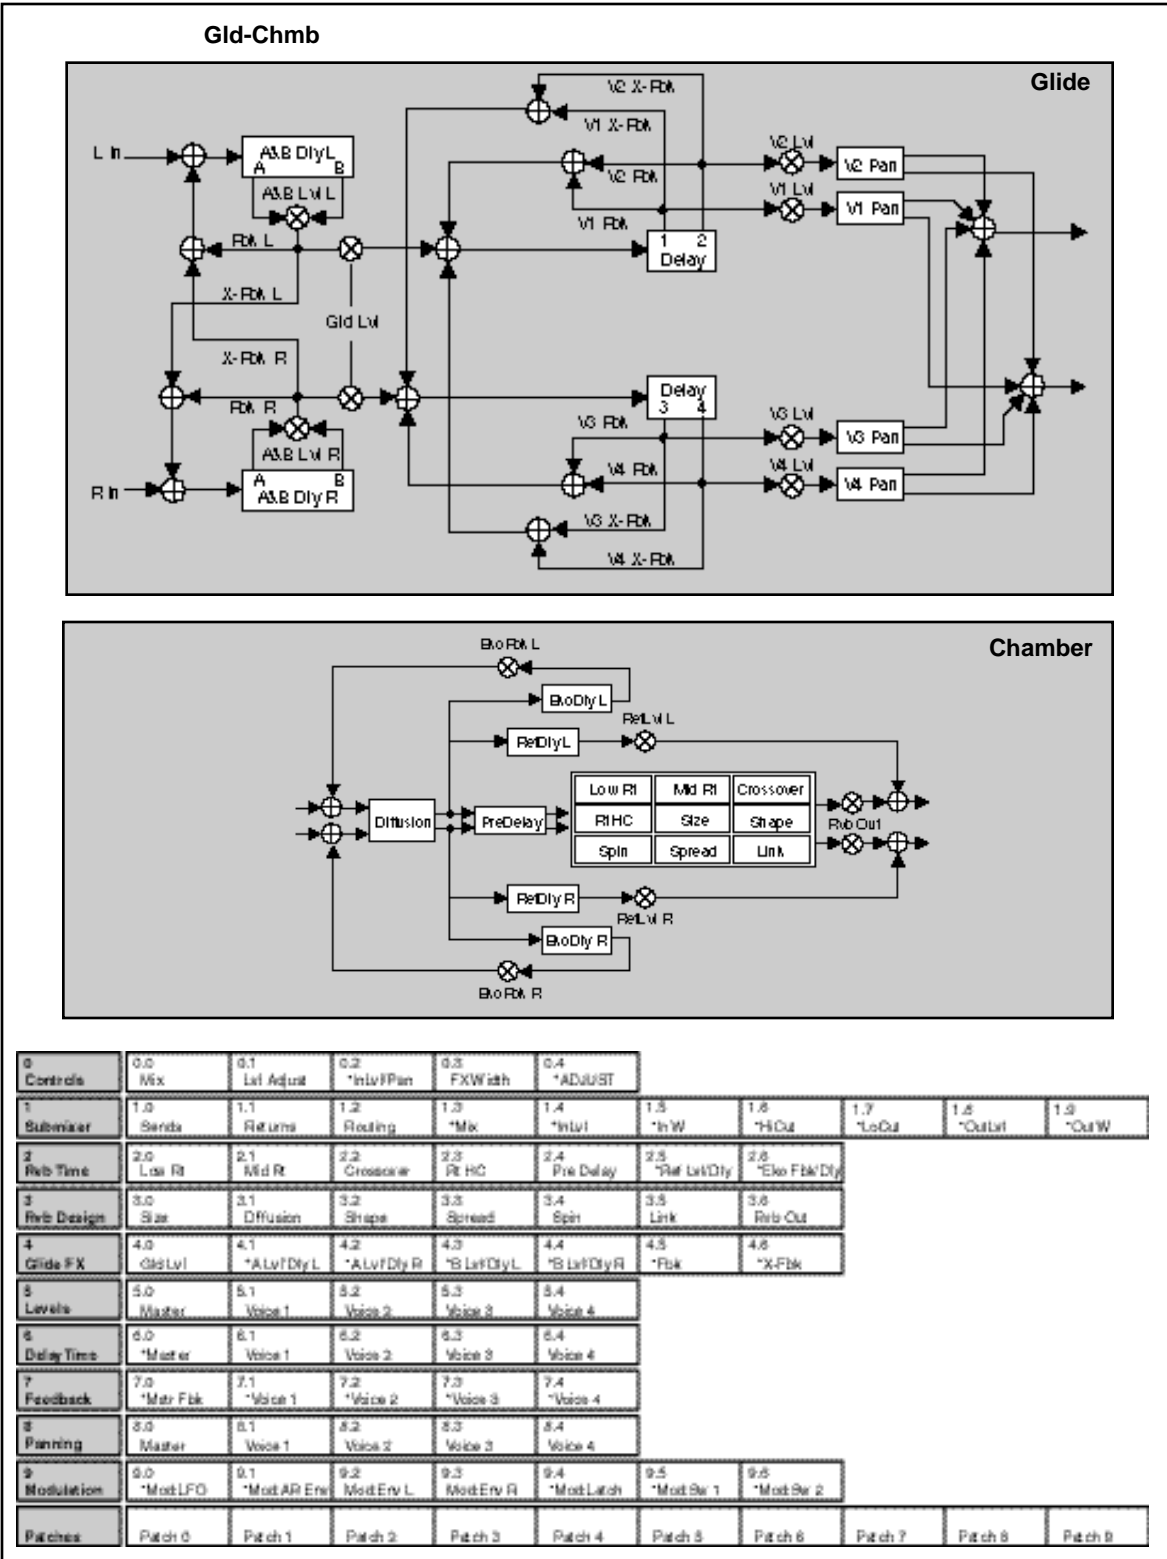 Gld-Chmb
Glide
V2 X-Fbk
V1 X-Fbk
L In
A&B Dly L
A B
A&B Lvl L
V2 Fbk
V1 Fbk
V2 Lvl
V2 Pan
V1 Lvl
V1 Pan
Fbk L
1 2
Delay
X-Fbk L
Gld Lvl
X-Fbk R
Fbk R
Delay
3 4
A&B Lvl R
A B
A&B Dly R
R In
V3 Fbk
V4 Fbk
V3 Lvl
V3 Pan
V4 Lvl
V4 Pan
V3 X-Fbk
V4 X-Fbk
Chamber
Eko Fbk L
EkoDly L
RefLvl L
RefDly L
Diffusion
PreDelay
Low Rt Mid Rt Crossover
Rt HC Size Shape
Spin Spread Link
Rvb Out
RefDly R
RefLvl R
EkoDly R
Eko Fbk R
0 0.0 0.1 0.2 0.3 0.4
Controls Mix Lvl Adjust *InLvl/Pan FX Width *ADJUST
1 1.0 1.1 1.2 1.3 1.4 1.5 1.6 1.7 1.8 1.9
Submixer Sends Returns Routing *Mix *InLvl *In W *HiCut *LoCut *OutLvl *Out W
2 2.0 2.1 2.2 2.3 2.4 2.5 2.6
Rvb Time Low Rt Mid Rt Crossover Rt HC Pre Delay *Ref Lvl/Dly *Eko Fbk/Dly
3 3.0 3.1 3.2 3.3 3.4 3.5 3.6
Rvb Design Size Diffusion Shape Spread Spin Link Rvb Out
4 4.0 4.1 4.2 4.3 4.4 4.5 4.6
Glide FX Gld Lvl *A Lvl/Dly L *A Lvl/Dly R *B Lvl/Dly L *B Lvl/Dly R *Fbk *X-Fbk
5 5.0 5.1 5.2 5.3 5.4
Levels Master Voice 1 Voice 2 Voice 3 Voice 4
6 6.0 6.1 6.2 6.3 6.4
Delay Time *Master Voice 1 Voice 2 Voice 3 Voice 4
7 7.0 7.1 7.2 7.3 7.4
Feedback *Mstr Fbk *Voice 1 *Voice 2 *Voice 3 *Voice 4
8 8.0 8.1 8.2 8.3 8.4
Panning Master Voice 1 Voice 2 Voice 3 Voice 4
9 9.0 9.1 9.2 9.3 9.4 9.5 9.6
Modulation *Mod:LFO *Mod:AR Env Mod:Env L Mod:Env R *Mod:Latch *Mod:Sw 1 *Mod:Sw 2
Patches Patch 0 Patch 1 Patch 2 Patch 3 Patch 4 Patch 5 Patch 6 Patch 7 Patch 8 Patch 9